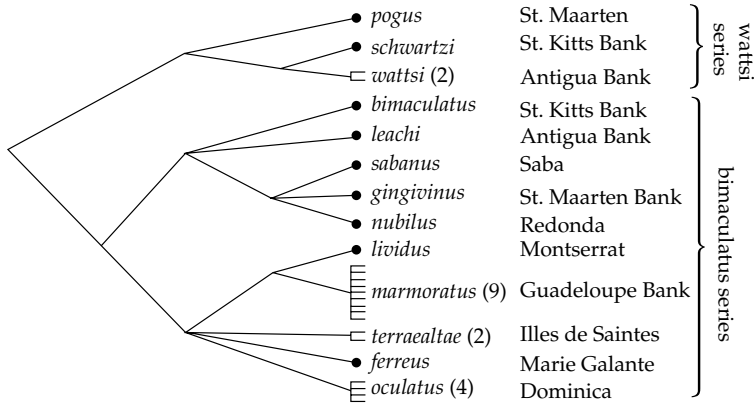 pogus St. Maarten
schwartzi St. Kitts Bank
wattsi (2) Antigua Bank
wattsi series
bimaculatus St. Kitts Bank
leachi Antigua Bank
sabanus Saba
gingivinus St. Maarten Bank
nubilus Redonda
lividus Montserrat
marmoratus (9) Guadeloupe Bank
terraealtae (2) Illes de Saintes
ferreus Marie Galante
oculatus (4) Dominica
bimaculatus series